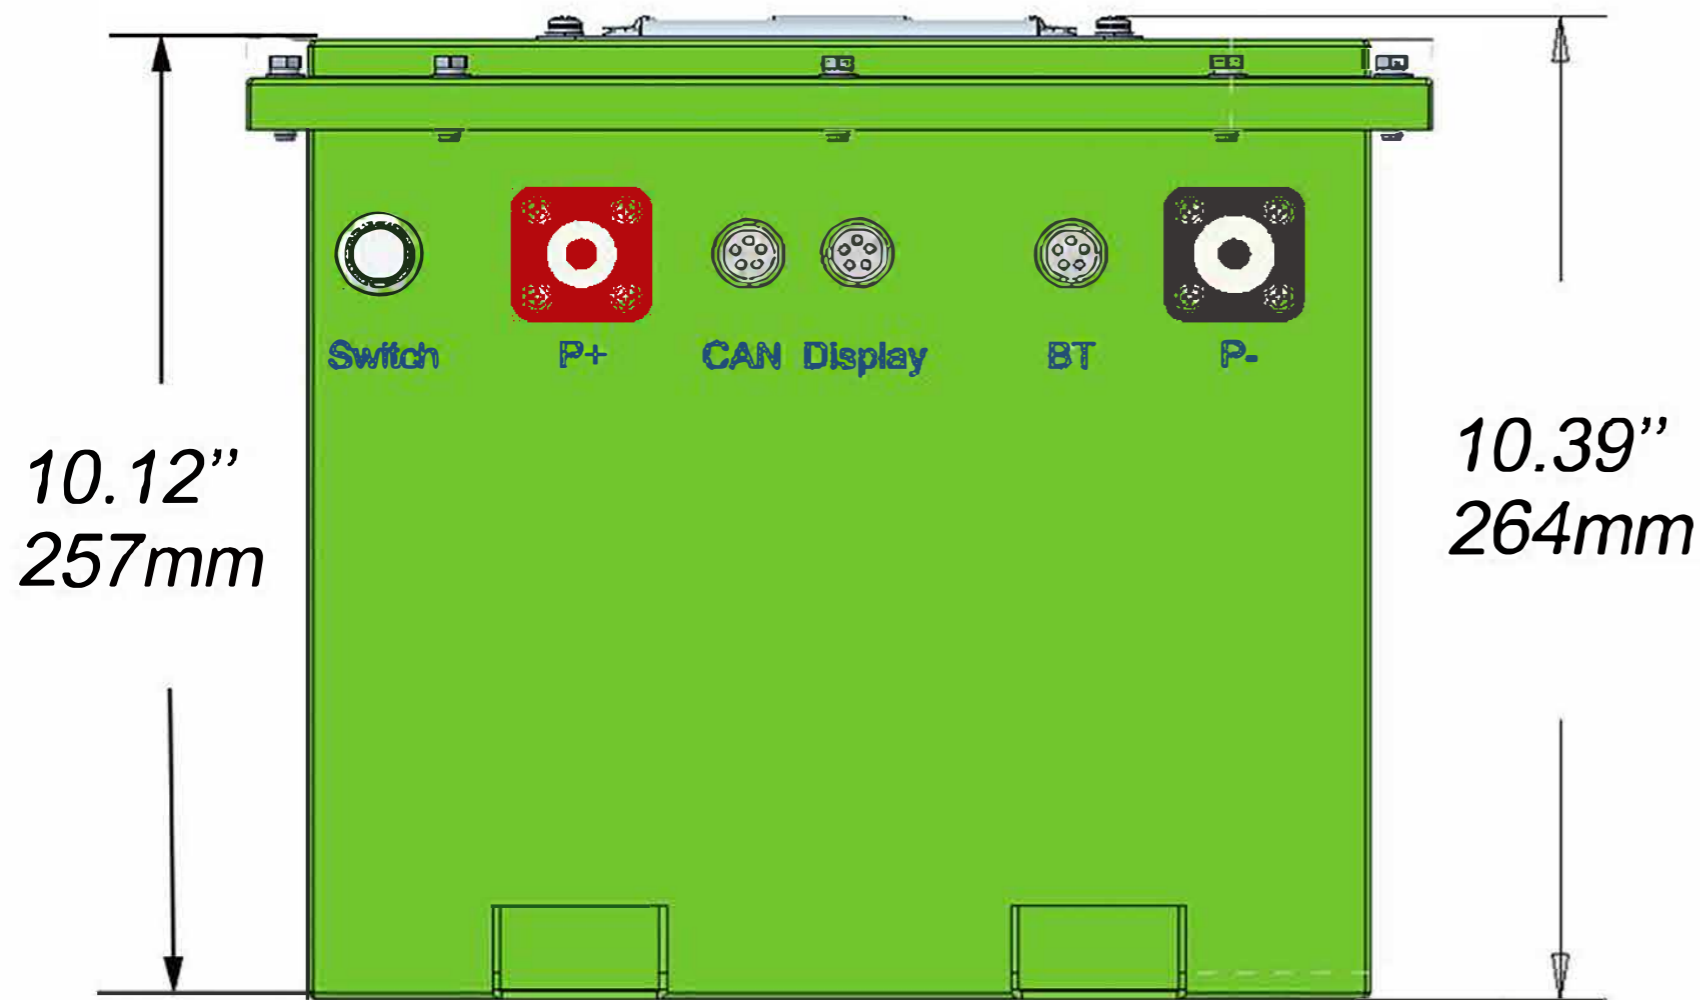 Switch P+ CAN Display BT P-
10.12’’
257mm
10.39’’
264mm